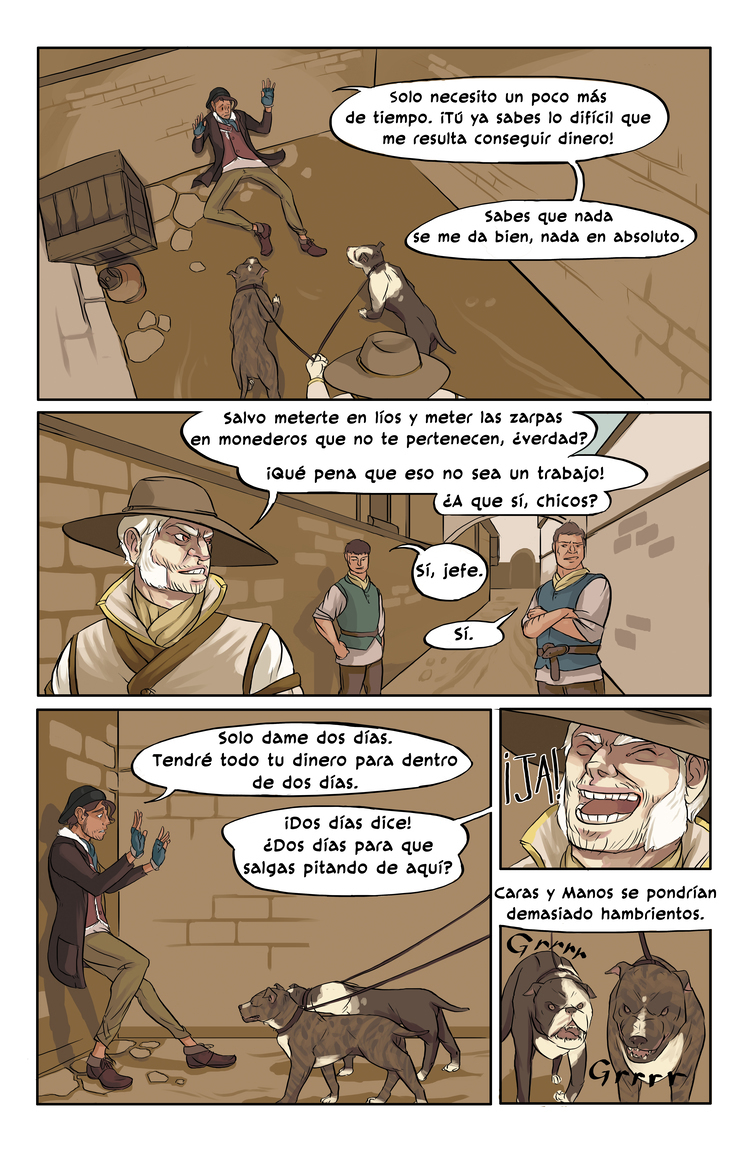 Solo necesito un poco más
de tiempo. ¡Tú ya sabes lo difícil que
me resulta conseguir dinero!
Sabes que nada
se me da bien, nada en absoluto.
Salvo meterte en líos y meter las zarpas
en monederos que no te pertenecen, ¿verdad?
¡Qué pena que eso no sea un trabajo!
¿A que sí, chicos?
Sí, jefe.
Sí.
Solo dame dos días.
Tendré todo tu dinero para dentro
de dos días.
¡Dos días dice!
¿Dos días para que
salgas pitando de aquí?
¡JA!
Caras y Manos se pondrían
demasiado hambrientos.
Grrrr
Grrrr